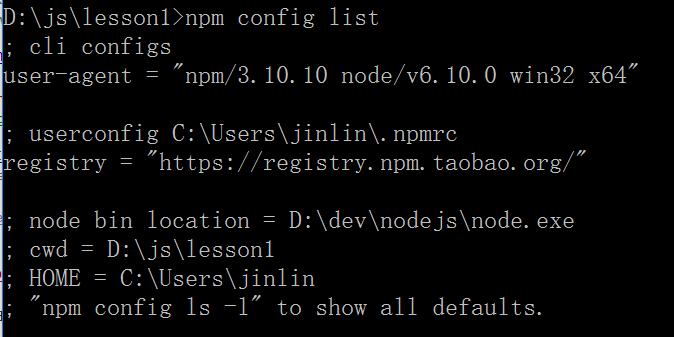 D:\js\lesson1>npm config list
; cli configs
user-agent = "npm/3.10.10 node/v6.10.0 win32 x64"
; userconfig C:\Users\jinlin\.npmrc
registry = "https://registry.npm.taobao.org/"
; node bin location = D:\dev\nodejs\node.exe
; cwd = D:\js\lesson1
; HOME = C:\Users\jinlin
; "npm config ls -l" to show all defaults.